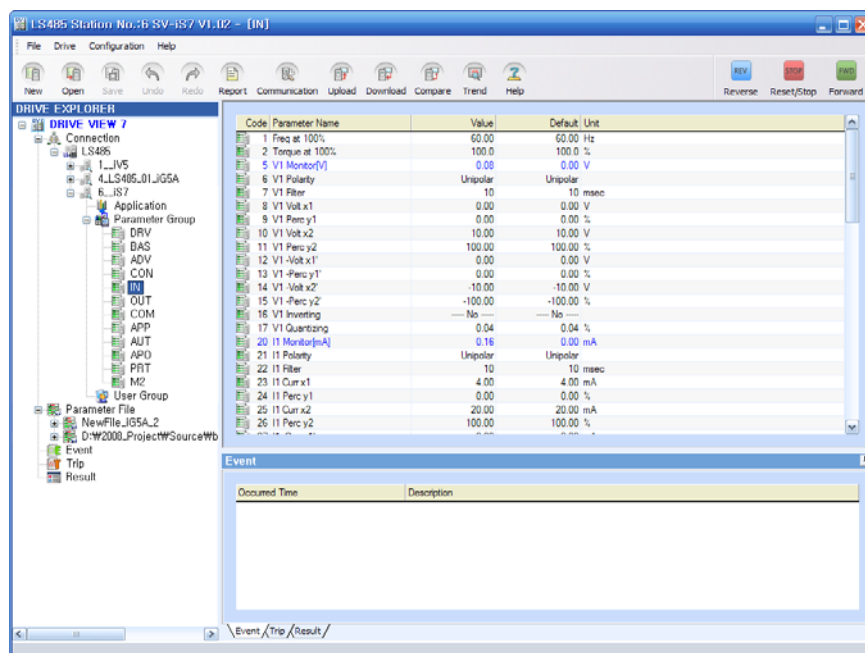 LS485 Station No.:6 SV-iS7 V1.02 - [IN]
File Drive Configuration Help
New Open Save Undo Redo Report Communication Upload Download Compare Trend Help Reverse Reset/Stop Forward
REV STOP FWD
DRIVE EXPLORER
DRIVE VIEW 7
Connection
LS485
1__IV5
4_LS485_01_IG5A
6__iS7
Application
Parameter Group
DRV
BAS
ADV
CON
IN
OUT
COM
APP
AUT
APO
PRT
M2
User Group
Parameter File
NewFile_IG5A_2
D:₩2008_Project₩Source₩b
Event
Trip
Result
Code Parameter Name Value Default Unit
1 Freq at 100% 60.00 60.00 Hz
2 Torque at 100% 100.0 100.0 %
5 V1 Monitor[V] 0.08 0.00 V
6 V1 Polarity Unipolar Unipolar
7 V1 Filter 10 10 msec
8 V1 Volt x1 0.00 0.00 V
9 V1 Perc y1 0.00 0.00 %
10 V1 Volt x2 10.00 10.00 V
11 V1 Perc y2 100.00 100.00 %
12 V1 -Volt x1' 0.00 0.00 V
13 V1 -Perc y1' 0.00 0.00 %
14 V1 -Volt x2' -10.00 -10.00 V
15 V1 -Perc y2' -100.00 -100.00 %
16 V1 Inverting ---- No ---- ---- No ----
17 V1 Quantizing 0.04 0.04 %
20 I1 Monitor[mA] 0.16 0.00 mA
21 I1 Polarity Unipolar Unipolar
22 I1 Filter 10 10 msec
23 I1 Curr x1 4.00 4.00 mA
24 I1 Perc y1 0.00 0.00 %
25 I1 Curr x2 20.00 20.00 mA
26 I1 Perc y2 100.00 100.00 %
Event
Occurred Time Description
Event Trip Result